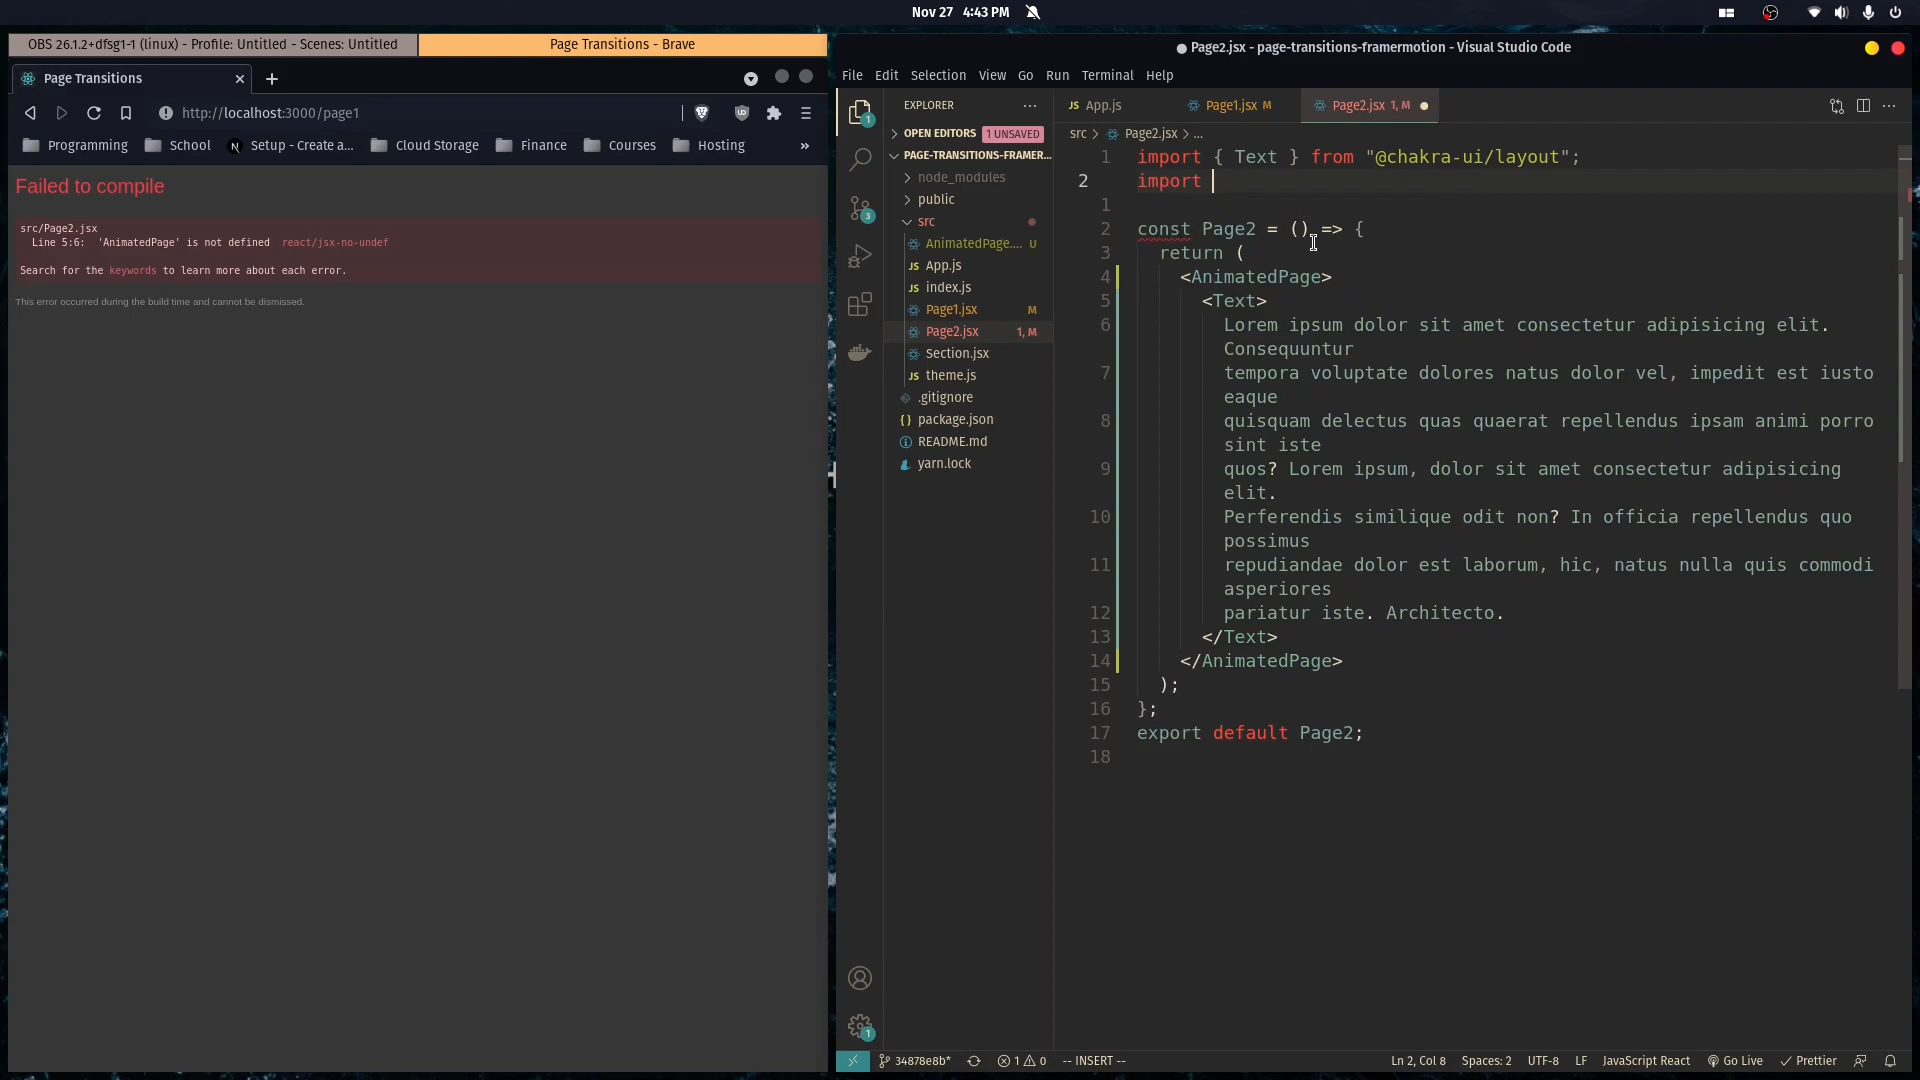 Nov 27 4:43 PM
OBS 26.1.2+dfsg1-1 (linux) - Profile: Untitled - Scenes: Untitled
Page Transitions - Brave
Page Transitions
http://localhost:3000/page1
Programming School Setup - Create a... Cloud Storage Finance Courses Hosting »
Failed to compile
src/Page2.jsx
Line 5:6: 'AnimatedPage' is not defined react/jsx-no-undef
Search for the keywords to learn more about each error.
This error occurred during the build time and cannot be dismissed.
Page2.jsx - page-transitions-framermotion - Visual Studio Code
File Edit Selection View Go Run Terminal Help
EXPLORER
OPEN EDITORS 1 UNSAVED
PAGE-TRANSITIONS-FRAMER...
node_modules
public
src
AnimatedPage.... U
JS App.js
JS index.js
Page1.jsx M
Page2.jsx 1, M
Section.jsx
JS theme.js
.gitignore
{} package.json
README.md
yarn.lock
1
3
1
JS App.js Page1.jsx M Page2.jsx 1, M
src > Page2.jsx > ...
1 import { Text } from "@chakra-ui/layout";
2 import
1
2 const Page2 = () => {
3 return (
4 <AnimatedPage>
5 <Text>
6 Lorem ipsum dolor sit amet consectetur adipisicing elit.
Consequuntur
7 tempora voluptate dolores natus dolor vel, impedit est iusto
eaque
8 quisquam delectus quas quaerat repellendus ipsam animi porro
sint iste
9 quos? Lorem ipsum, dolor sit amet consectetur adipisicing
elit.
10 Perferendis similique odit non? In officia repellendus quo
possimus
11 repudiandae dolor est laborum, hic, natus nulla quis commodi
asperiores
12 pariatur iste. Architecto.
13 </Text>
14 </AnimatedPage>
15 );
16 };
17 export default Page2;
18
34878e8b* 1 0 -- INSERT -- Ln 2, Col 8 Spaces: 2 UTF-8 LF JavaScript React Go Live Prettier